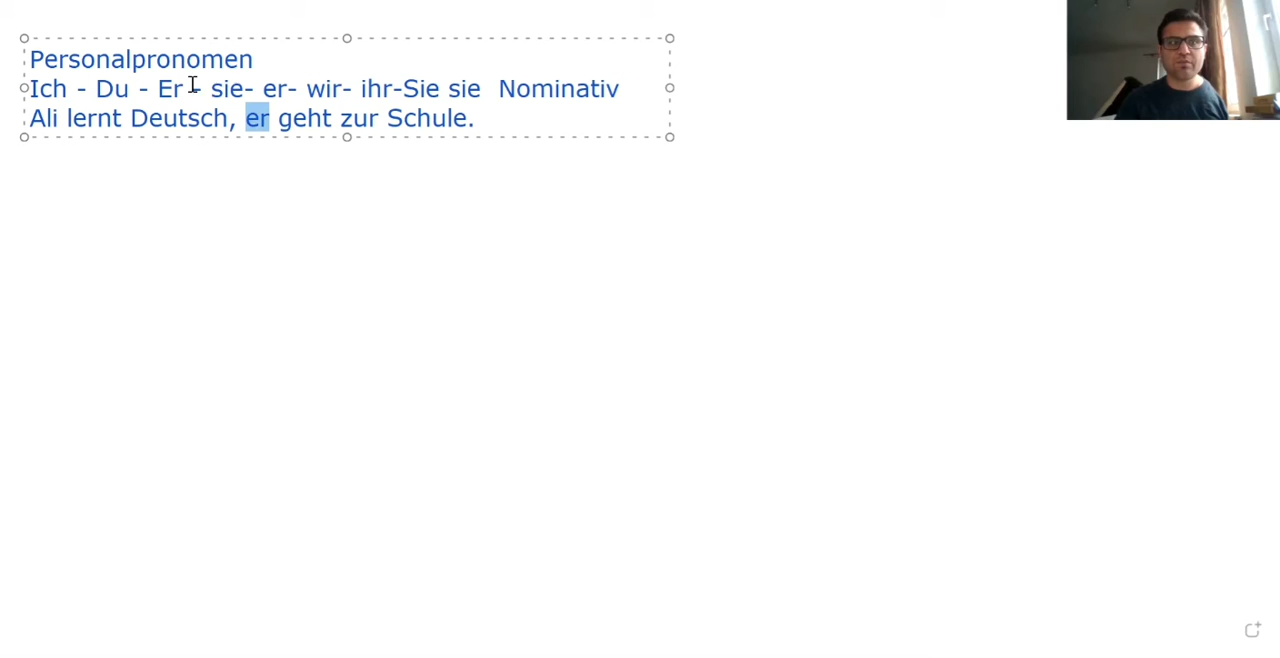 Personalpronomen
Ich - Du - Er - sie- er- wir- ihr-Sie sie  Nominativ
Ali lernt Deutsch, er geht zur Schule.